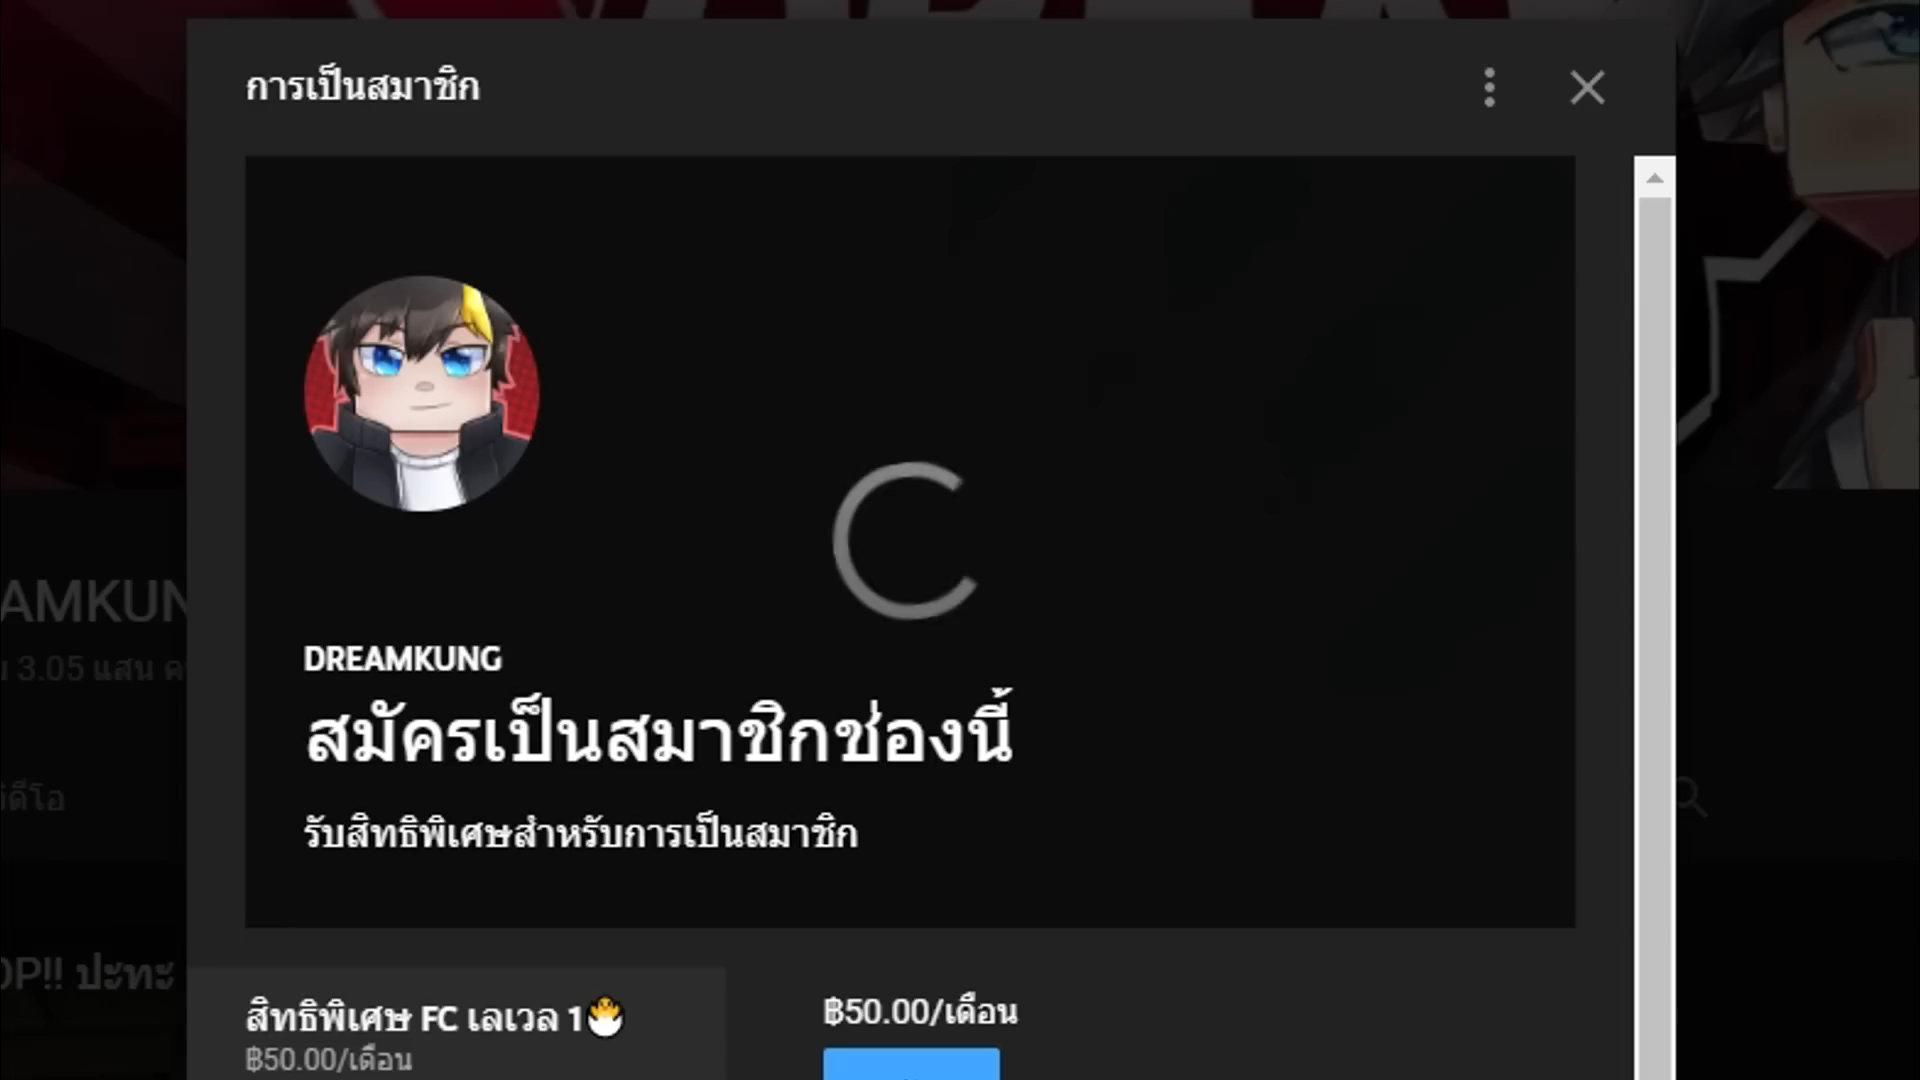 การเป็นสมาชิก
DREAMKUNG
สมัครเป็นสมาชิกช่องนี้
รับสิทธิพิเศษสำหรับการเป็นสมาชิก
สิทธิพิเศษ FC เลเวล 1🐣
฿50.00/เดือน
฿50.00/เดือน
AMKUN
3.05 แสน ค
ดีโอ
OP!! ปะทะ